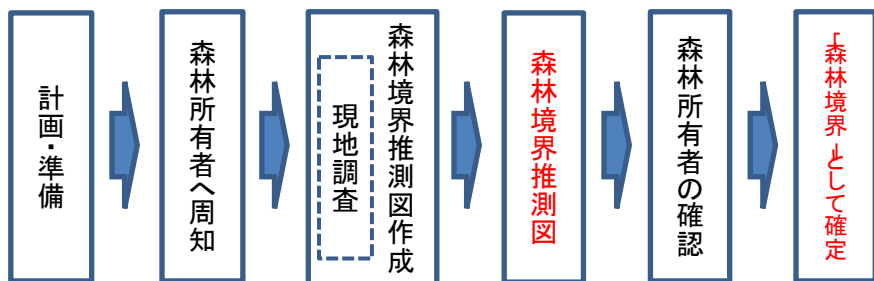 計画・準備
森林所有者へ周知
森林境界推測図作成
現地調査
森林境界推測図
森林所有者の確認
「森林境界」として確定